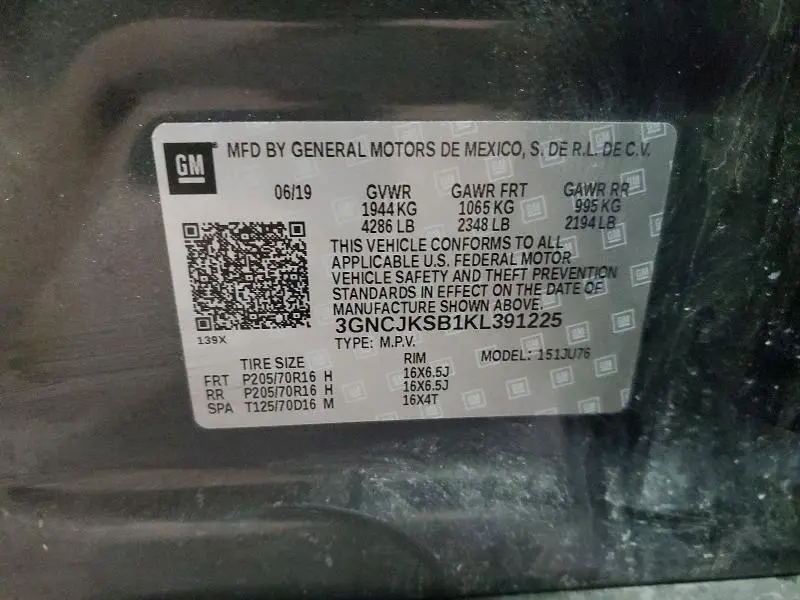 GM MFD BY GENERAL MOTORS DE MEXICO, S. DE R.L. DE C.V.
06/19 GVWR GAWR FRT GAWR RR
1944 KG 1065 KG 995 KG
4286 LB 2348 LB 2194 LB
THIS VEHICLE CONFORMS TO ALL
APPLICABLE U.S. FEDERAL MOTOR
VEHICLE SAFETY AND THEFT PREVENTION
STANDARDS IN EFFECT ON THE DATE OF
MANUFACTURE SHOWN ABOVE.
3GNCJKSB1KL391225
139X
TYPE: M.P.V. MODEL: 151JU76
TIRE SIZE RIM
FRT P205/70R16 H 16X6.5J
RR P205/70R16 H 16X6.5J
SPA T125/70D16 M 16X4T